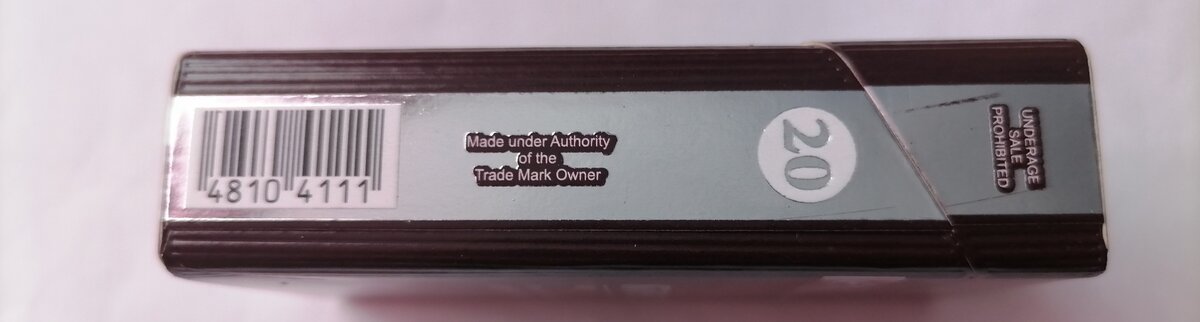 4810 4111
Made under Authority
of the
Trade Mark Owner
20
UNDERAGE
SALE
PROHIBITED